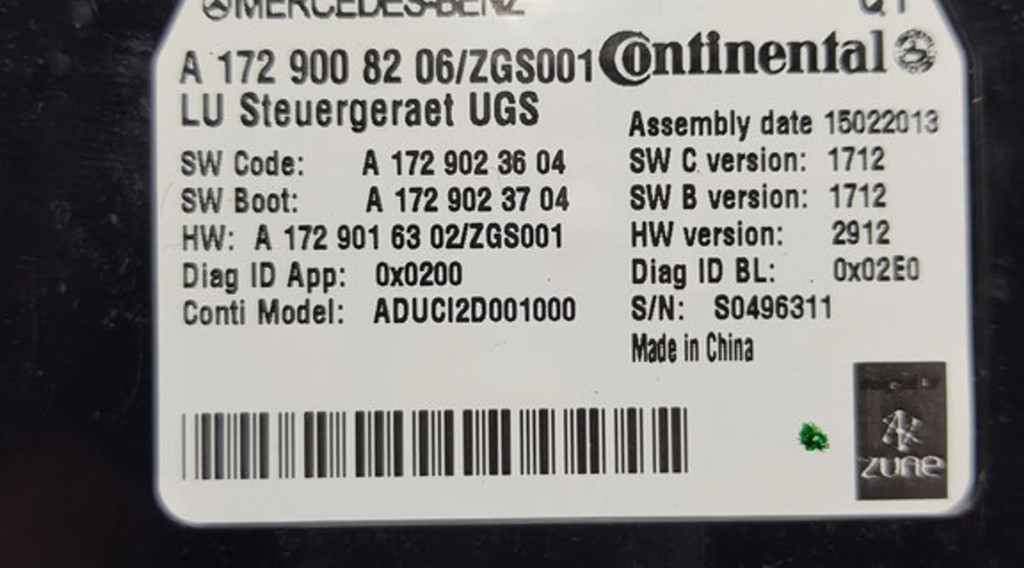 MERCEDES-BENZ
A 172 900 82 06/ZGS001 Continental
LU Steuergeraet UGS
Assembly date 15022013
SW Code: A 172 902 36 04 SW C version: 1712
SW Boot: A 172 902 37 04 SW B version: 1712
HW: A 172 901 63 02/ZGS001 HW version: 2912
Diag ID App: 0x0200 Diag ID BL: 0x02E0
Conti Model: ADUCI2D001000 S/N: S0496311
Made in China
zune